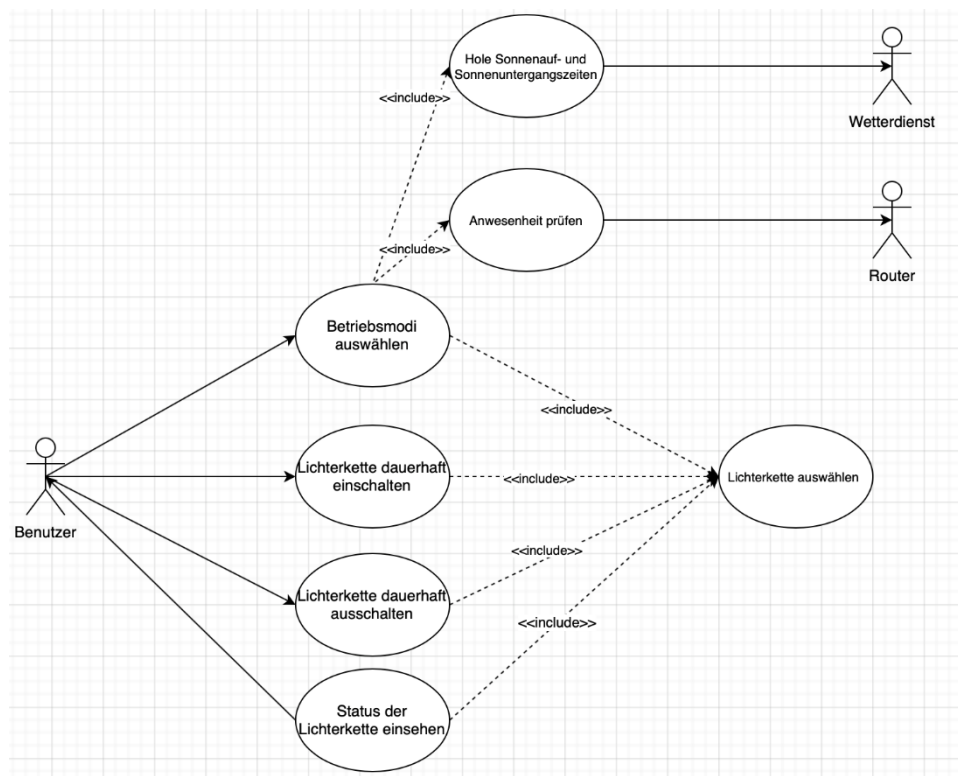 Hole Sonnenauf- und
Sonnenuntergangszeiten
<<include>>
Wetterdienst
Anwesenheit prüfen
<<include>>
Router
Betriebsmodi
auswählen
<<include>>
Lichterkette dauerhaft
einschalten
<<include>>
Lichterkette auswählen
Benutzer
<<include>>
Lichterkette dauerhaft
ausschalten
<<include>>
Status der
Lichterkette einsehen